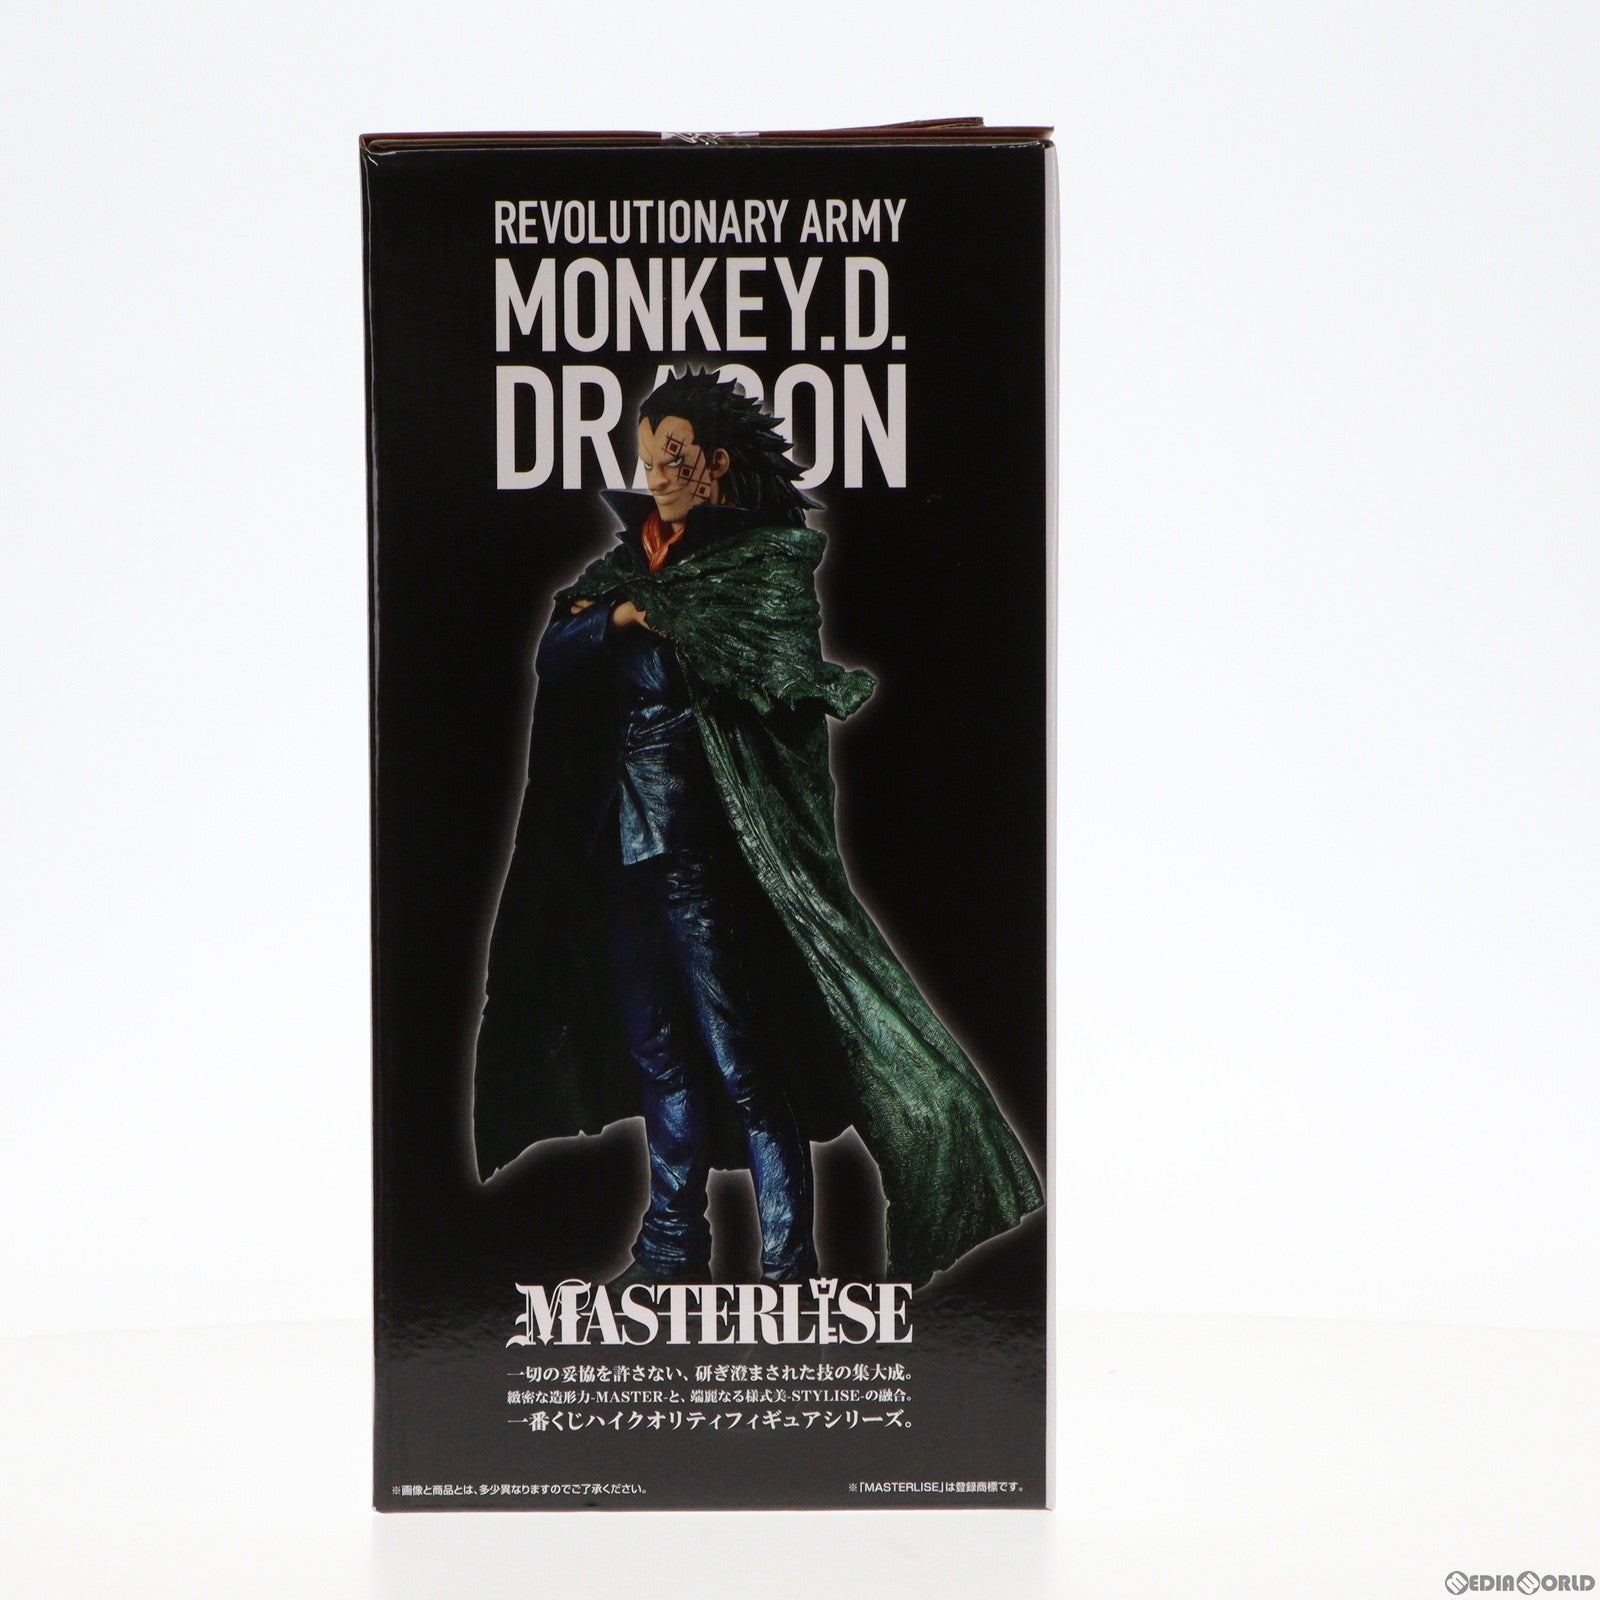 REVOLUTIONARY ARMY
MONKEY.D.
DRAGON
MASTERLISE
一切の妥協を許さない、研ぎ澄まされた技の集大成。
緻密な造形力-MASTER-と、端麗なる様式美-STYLISE-の融合。
一番くじハイクオリティフィギュアシリーズ。
※画像と商品とは、多少異なりますのでご了承ください。
※「MASTERLISE」は登録商標です。
MEDIAWORLD